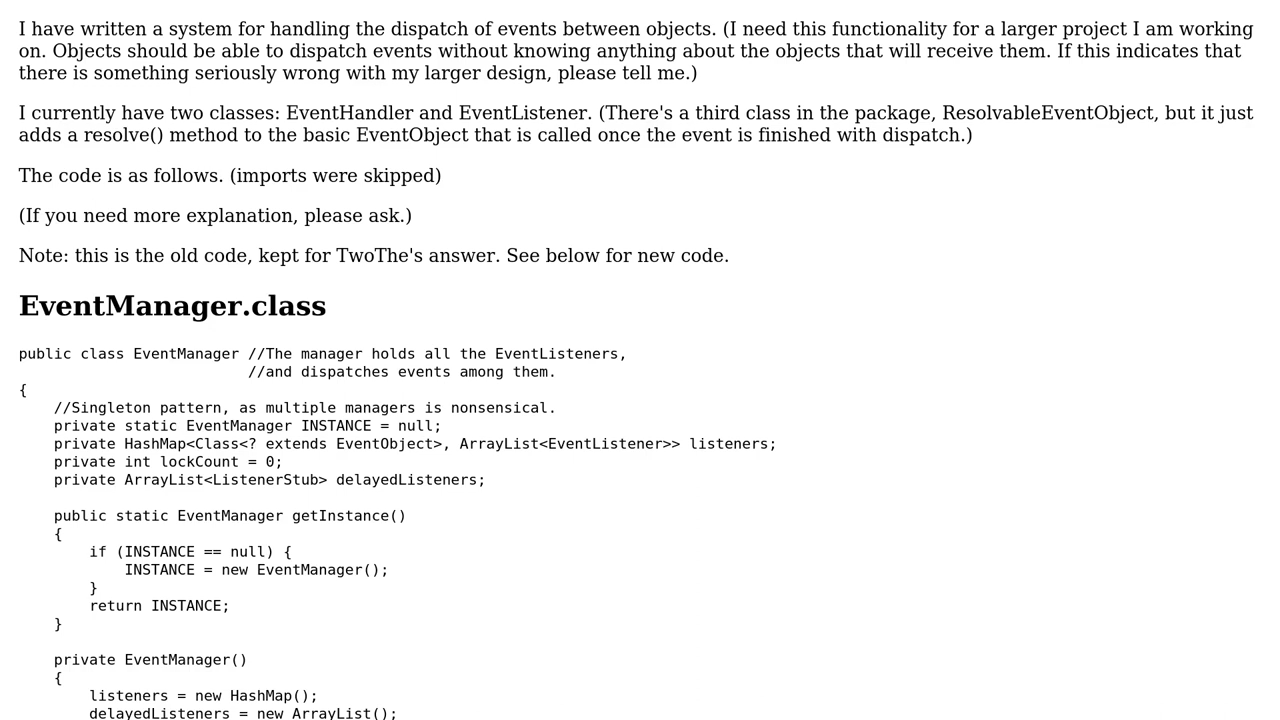 I have written a system for handling the dispatch of events between objects. (I need this functionality for a larger project I am working
on. Objects should be able to dispatch events without knowing anything about the objects that will receive them. If this indicates that
there is something seriously wrong with my larger design, please tell me.)
I currently have two classes: EventHandler and EventListener. (There's a third class in the package, ResolvableEventObject, but it just
adds a resolve() method to the basic EventObject that is called once the event is finished with dispatch.)
The code is as follows. (imports were skipped)
(If you need more explanation, please ask.)
Note: this is the old code, kept for TwoThe's answer. See below for new code.
EventManager.class
public class EventManager //The manager holds all the EventListeners,
                          //and dispatches events among them.
{
    //Singleton pattern, as multiple managers is nonsensical.
    private static EventManager INSTANCE = null;
    private HashMap<Class<? extends EventObject>, ArrayList<EventListener>> listeners;
    private int lockCount = 0;
    private ArrayList<ListenerStub> delayedListeners;
    public static EventManager getInstance()
    {
        if (INSTANCE == null) {
            INSTANCE = new EventManager();
        }
        return INSTANCE;
    }
    private EventManager()
    {
        listeners = new HashMap();
        delayedListeners = new ArrayList();